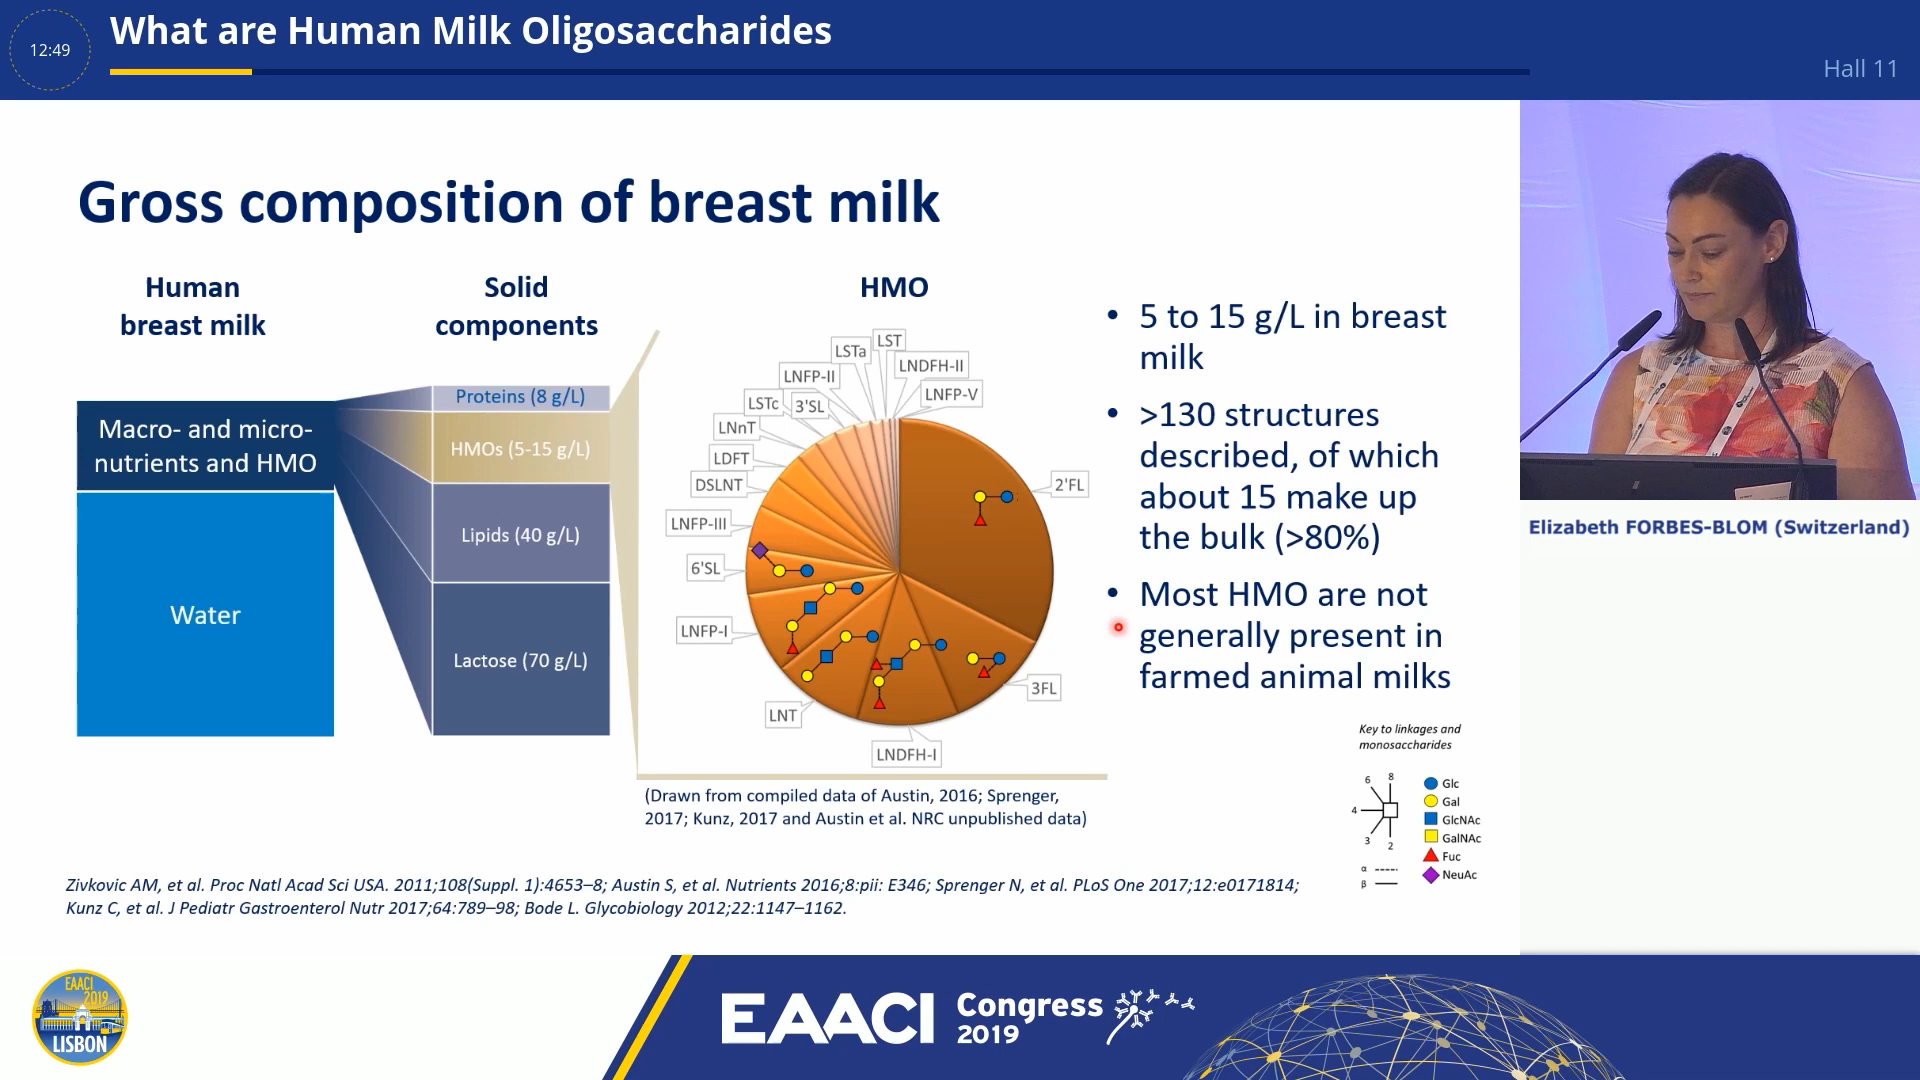 12:49
What are Human Milk Oligosaccharides
Hall 11
Gross composition of breast milk
Human
breast milk
Solid
components
HMO
Macro- and micro-
nutrients and HMO
Water
Proteins (8 g/L)
HMOs (5-15 g/L)
Lipids (40 g/L)
Lactose (70 g/L)
LST
LSTa
LNDFH-II
LNFP-II
LNFP-V
LSTc
3'SL
LNnT
LDFT
DSLNT
2'FL
LNFP-III
6'SL
LNFP-I
3FL
LNT
LNDFH-I
(Drawn from compiled data of Austin, 2016; Sprenger,
2017; Kunz, 2017 and Austin et al. NRC unpublished data)
• 5 to 15 g/L in breast
milk
• >130 structures
described, of which
about 15 make up
the bulk (>80%)
• Most HMO are not
generally present in
farmed animal milks
Key to linkages and
monosaccharides
6 8
4
3 2
α
β
Glc
Gal
GlcNAc
GalNAc
Fuc
NeuAc
Zivkovic AM, et al. Proc Natl Acad Sci USA. 2011;108(Suppl. 1):4653–8; Austin S, et al. Nutrients 2016;8:pii: E346; Sprenger N, et al. PLoS One 2017;12:e0171814;
Kunz C, et al. J Pediatr Gastroenterol Nutr 2017;64:789–98; Bode L. Glycobiology 2012;22:1147–1162.
Elizabeth FORBES-BLOM (Switzerland)
EAACI
2019
LISBON
EAACI Congress
2019